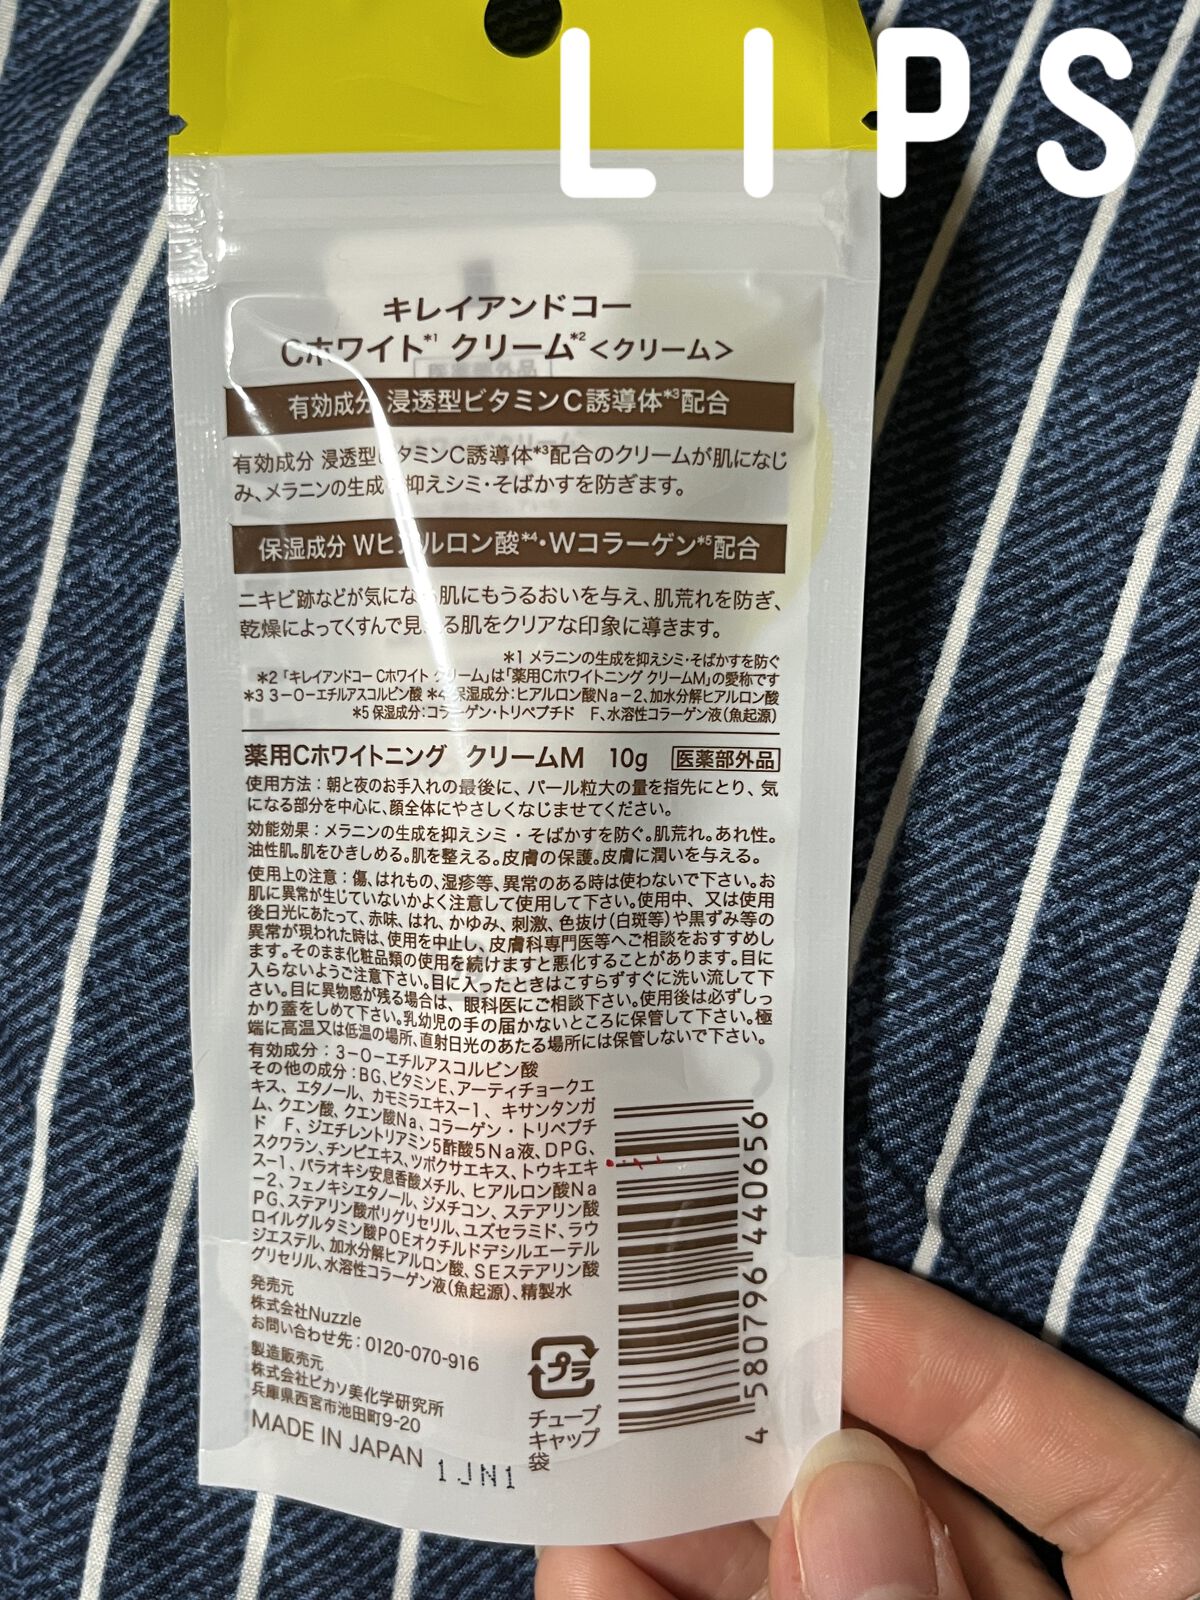 LIPS
キレイアンドコー
Cホワイト*1 クリーム*2 <クリーム>
有効成分 浸透型ビタミンC誘導体*3配合
有効成分 浸透型ビタミンC誘導体*3配合のクリームが肌になじ
み、メラニンの生成 抑えシミ・そばかすを防ぎます。
保湿成分 Wヒアルロン酸*4・Wコラーゲン*5配合
ニキビ跡などが気にな 肌にもうるおいを与え、肌荒れを防ぎ、
乾燥によってくすんで見 る肌をクリアな印象に導きます。
*1 メラニンの生成を抑えシミ・そばかすを防ぐ
*2 「キレイアンドコー Cホワイト クリーム」は「薬用Cホワイトニング クリームM」の愛称です
*3 3-O-エチルアスコルビン酸 *4 保湿成分:ヒアルロン酸Na-2、加水分解ヒアルロン酸
*5 保湿成分:コラーゲン・トリペプチド F、水溶性コラーゲン液(魚起源)
薬用Cホワイトニング クリームM 10g 医薬部外品
使用方法:朝と夜のお手入れの最後に、パール粒大の量を指先にとり、気
になる部分を中心に、顔全体にやさしくなじませてください。
効能効果:メラニンの生成を抑えシミ・そばかすを防ぐ。肌荒れ。あれ性。
油性肌。肌をひきしめる。肌を整える。皮膚の保護。皮膚に潤いを与える。
使用上の注意:傷、はれもの、湿疹等、異常のある時は使わないで下さい。お
肌に異常が生じていないかよく注意して使用して下さい。使用中、又は使用
後日光にあたって、赤味、はれ、かゆみ、刺激、色抜け(白斑等)や黒ずみ等の
異常が現われた時は、使用を中止し、皮膚科専門医等へご相談をおすすめし
ます。そのまま化粧品類の使用を続けますと悪化することがあります。目に
入らないようご注意下さい。目に入ったときはこすらずすぐに洗い流して下
さい。目に異物感が残る場合は、眼科医にご相談下さい。使用後は必ずしっ
かり蓋をしめて下さい。乳幼児の手の届かないところに保管して下さい。極
端に高温又は低温の場所、直射日光のあたる場所には保管しないで下さい。
有効成分:3-O-エチルアスコルビン酸
その他の成分:BG、ビタミンE、アーティチョークエ
キス、エタノール、カモミラエキス-1、キサンタンガ
ム、クエン酸、クエン酸Na、コラーゲン・トリペプチ
ド F、ジエチレントリアミン5酢酸5Na液、DPG、
スクワラン、チンピエキス、ツボクサエキス、トウキエキ
ス-1、パラオキシ安息香酸メチル、ヒアルロン酸Na
-2、フェノキシエタノール、ジメチコン、ステアリン酸
PG、ステアリン酸ポリグリセリル、ユズセラミド、ラウ
ロイルグルタミン酸POEオクチルドデシルエーテル
ジエステル、加水分解ヒアルロン酸、SEステアリン酸
グリセリル、水溶性コラーゲン液(魚起源)、精製水
発売元
株式会社Nuzzle
お問い合わせ先:0120-070-916
製造販売元
株式会社ピカソ美化学研究所
兵庫県西宮市池田町9-20
MADE IN JAPAN
1JN1
プラ
チューブ
キャップ
袋
4 580796 440656